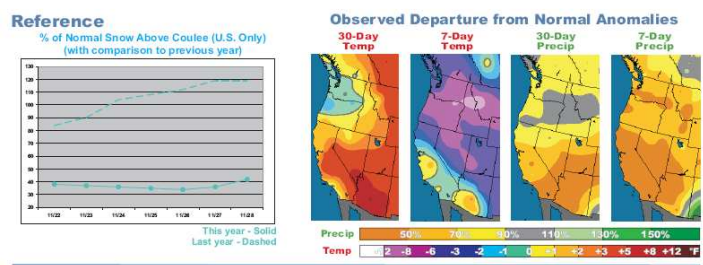 Reference
% of Normal Snow Above Coulee (U.S. Only)
(with comparison to previous year)
130
120
110
100
90
80
70
60
50
40
30
20
11/22
11/23
11/24
11/25
11/26
11/27
11/28
This year - Solid
Last year - Dashed
Observed Departure from Normal Anomalies
30-Day
Temp
7-Day
Temp
30-Day
Precip
7-Day
Precip
Precip 50% 70% 90% 110% 130% 150%
Temp -8 -6 -3 -2 -1 0 +1 +2 +3 +5 +8 +12 °F